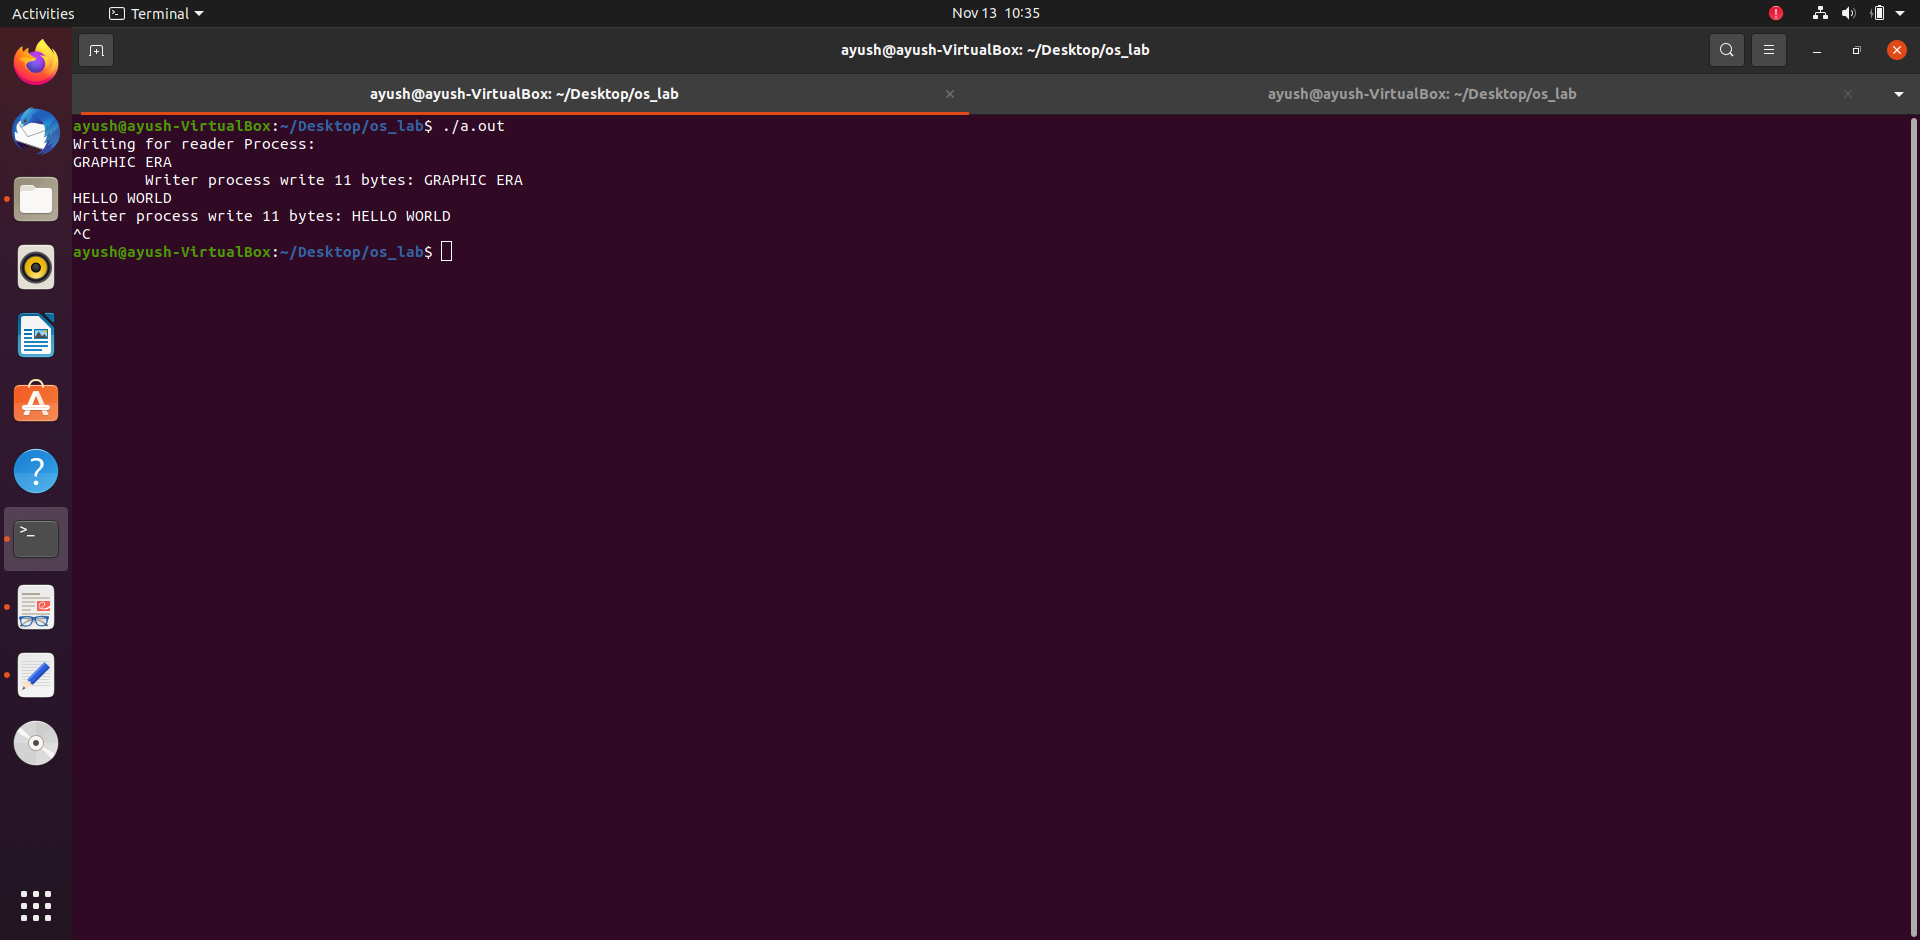 Activities Terminal Nov 13 10:35
ayush@ayush-VirtualBox: ~/Desktop/os_lab
ayush@ayush-VirtualBox: ~/Desktop/os_lab ayush@ayush-VirtualBox: ~/Desktop/os_lab
ayush@ayush-VirtualBox:~/Desktop/os_lab$ ./a.out
Writing for reader Process:
GRAPHIC ERA
        Writer process write 11 bytes: GRAPHIC ERA
HELLO WORLD
Writer process write 11 bytes: HELLO WORLD
^C
ayush@ayush-VirtualBox:~/Desktop/os_lab$